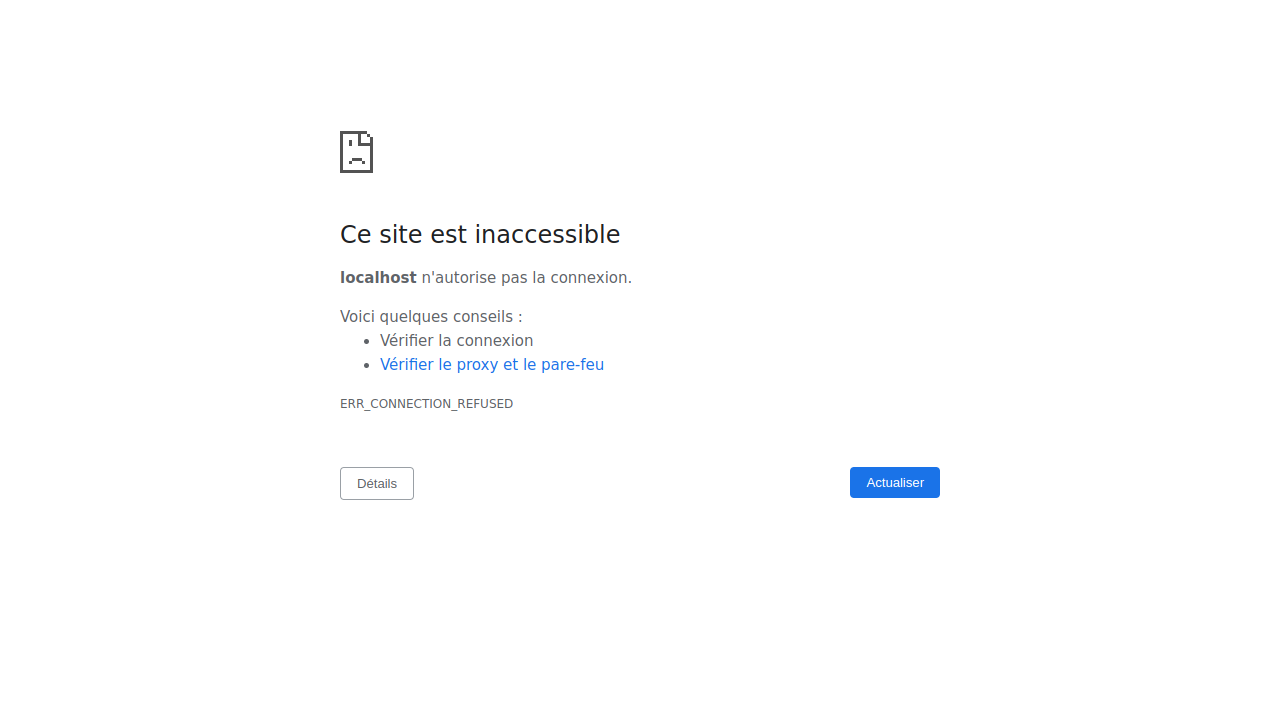 Ce site est inaccessible
localhost n'autorise pas la connexion.
Voici quelques conseils :
Vérifier la connexion
Vérifier le proxy et le pare-feu
ERR_CONNECTION_REFUSED
Détails
Actualiser